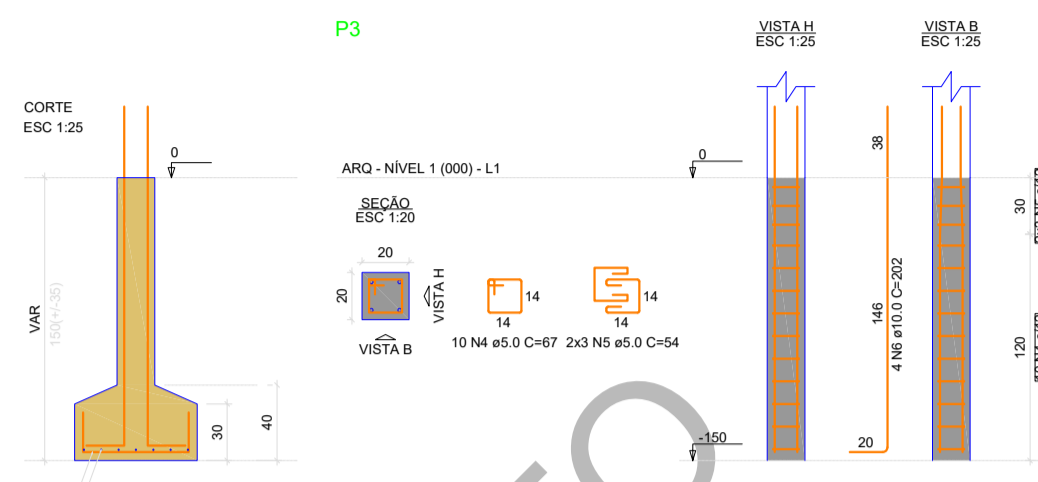 P3
VISTA H
ESC 1:25
VISTA B
ESC 1:25
CORTE
ESC 1:25
0
ARQ - NÍVEL 1 (000) - L1
0
38
SEÇÃO
ESC 1:20
20
20
VISTA H
VISTA B
14
14
10 N4 ø5.0 C=67
14
14
2x3 N5 ø5.0 C=54
VAR
150(+/-35)
30
40
-150
146
4 N6 ø10.0 C=202
20
30
120